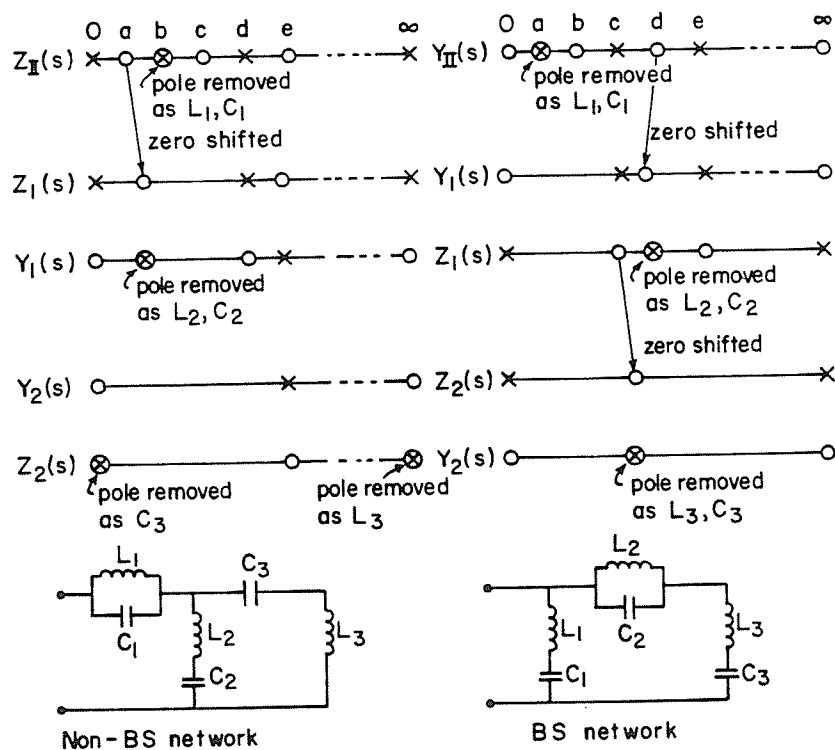 0 a b c d e ∞
Z_II(s)
pole removed
as L₁, C₁
zero shifted
Z₁(s)
Y₁(s)
pole removed
as L₂, C₂
Y₂(s)
Z₂(s)
pole removed
as C₃
pole removed
as L₃
L₁
C₁
C₃
L₂
C₂
L₃
Non-BS network
0 a b c d e ∞
Y_II(s)
pole removed
as L₁, C₁
zero shifted
Y₁(s)
Z₁(s)
pole removed
as L₂, C₂
zero shifted
Z₂(s)
Y₂(s)
pole removed
as L₃, C₃
L₂
C₂
L₁
C₁
L₃
C₃
BS network